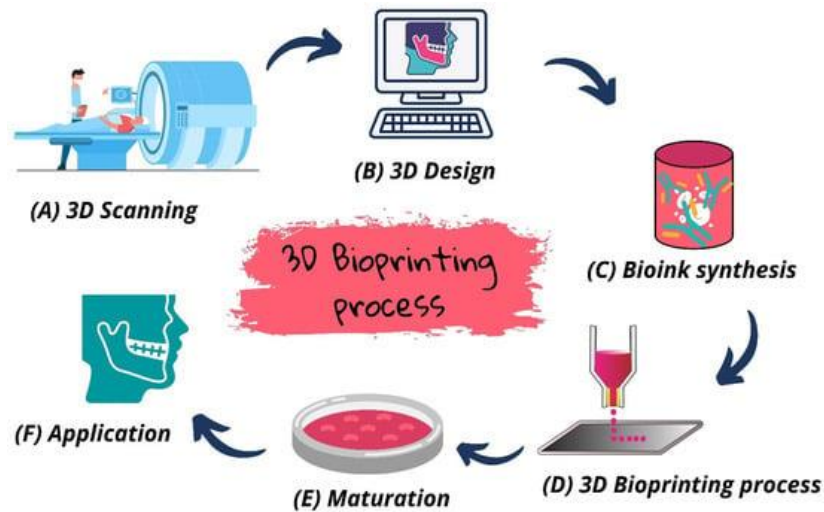 (A) 3D Scanning
(B) 3D Design
(C) Bioink synthesis
3D Bioprinting
process
(D) 3D Bioprinting process
(E) Maturation
(F) Application